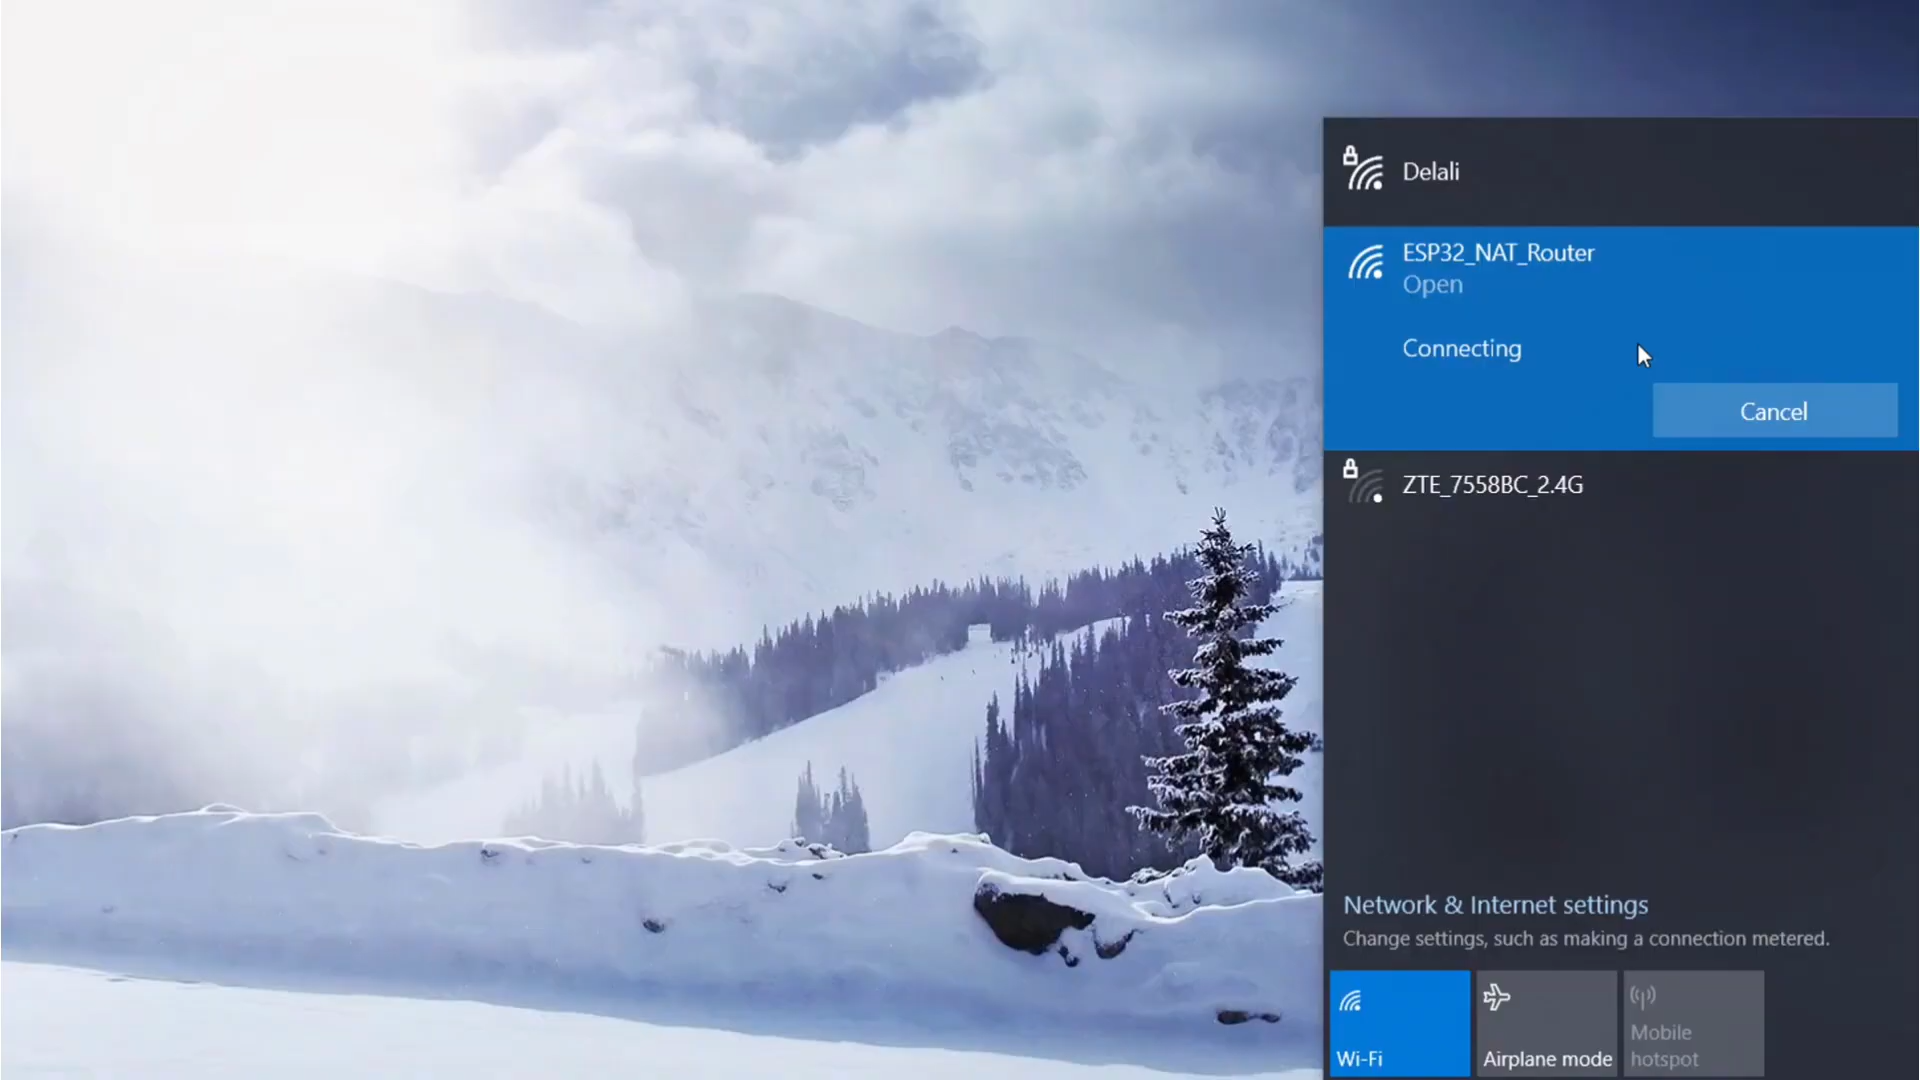 Delali
ESP32_NAT_Router
Open
Connecting
Cancel
ZTE_7558BC_2.4G
Network & Internet settings
Change settings, such as making a connection metered.
Wi-Fi
Airplane mode
Mobile
hotspot